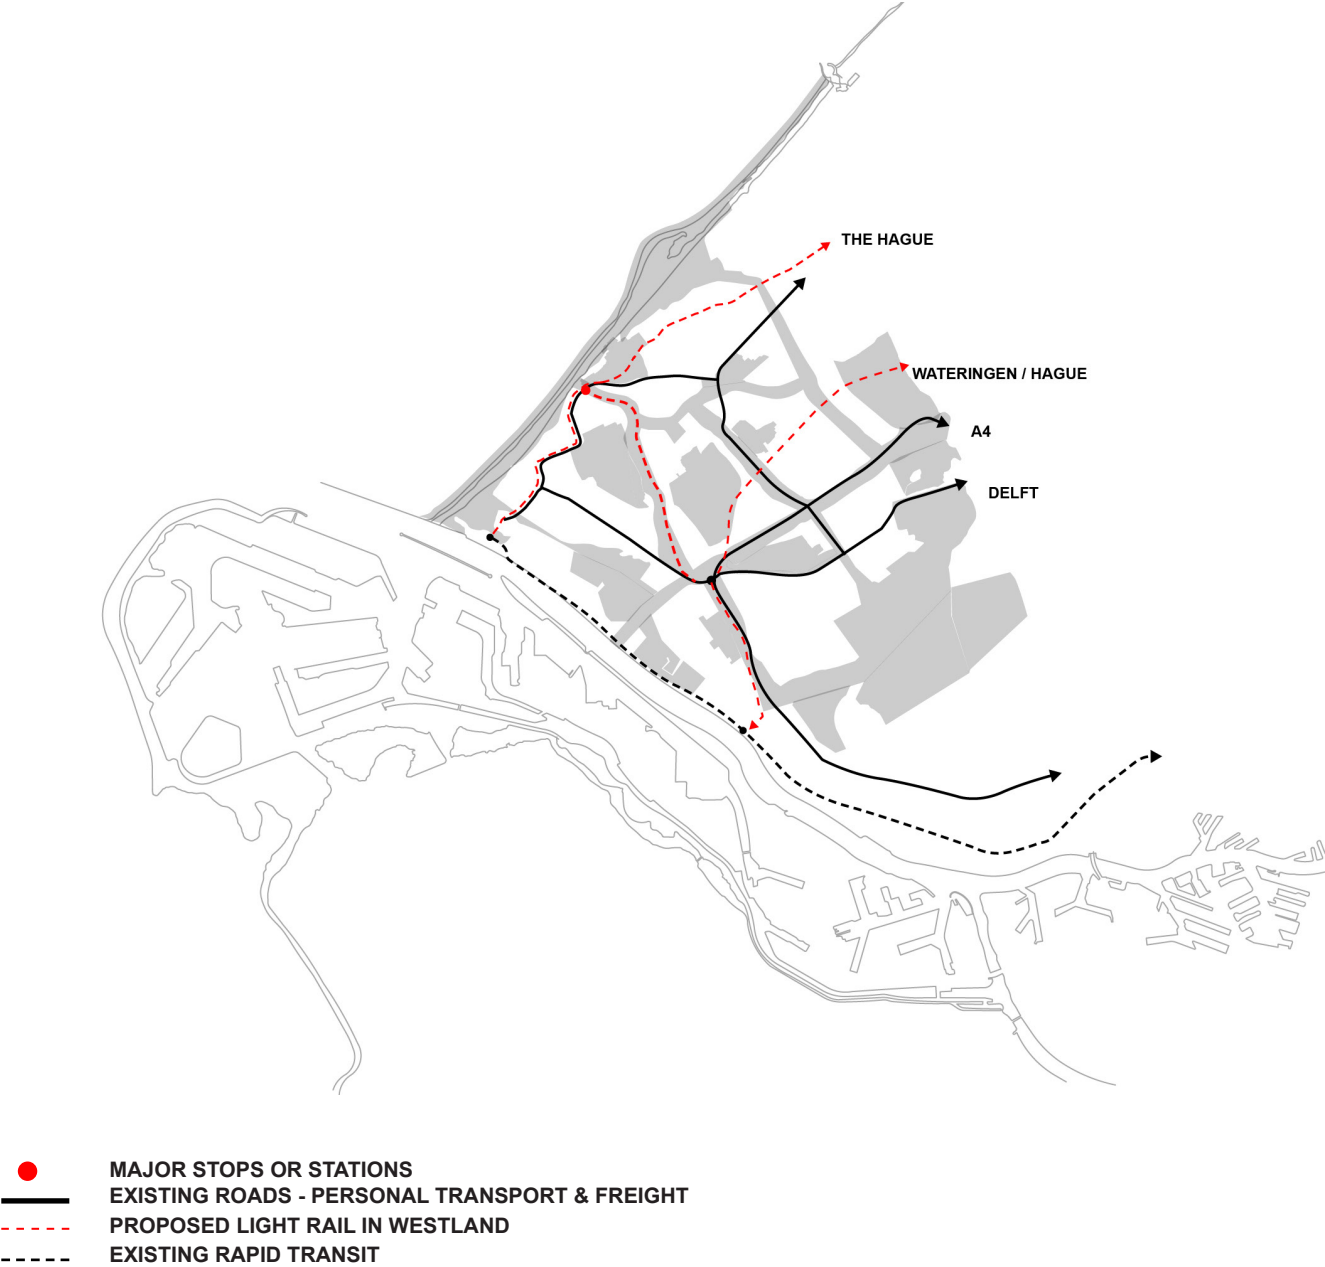 THE HAGUE
WATERINGEN / HAGUE
A4
DELFT
MAJOR STOPS OR STATIONS
EXISTING ROADS - PERSONAL TRANSPORT & FREIGHT
PROPOSED LIGHT RAIL IN WESTLAND
EXISTING RAPID TRANSIT